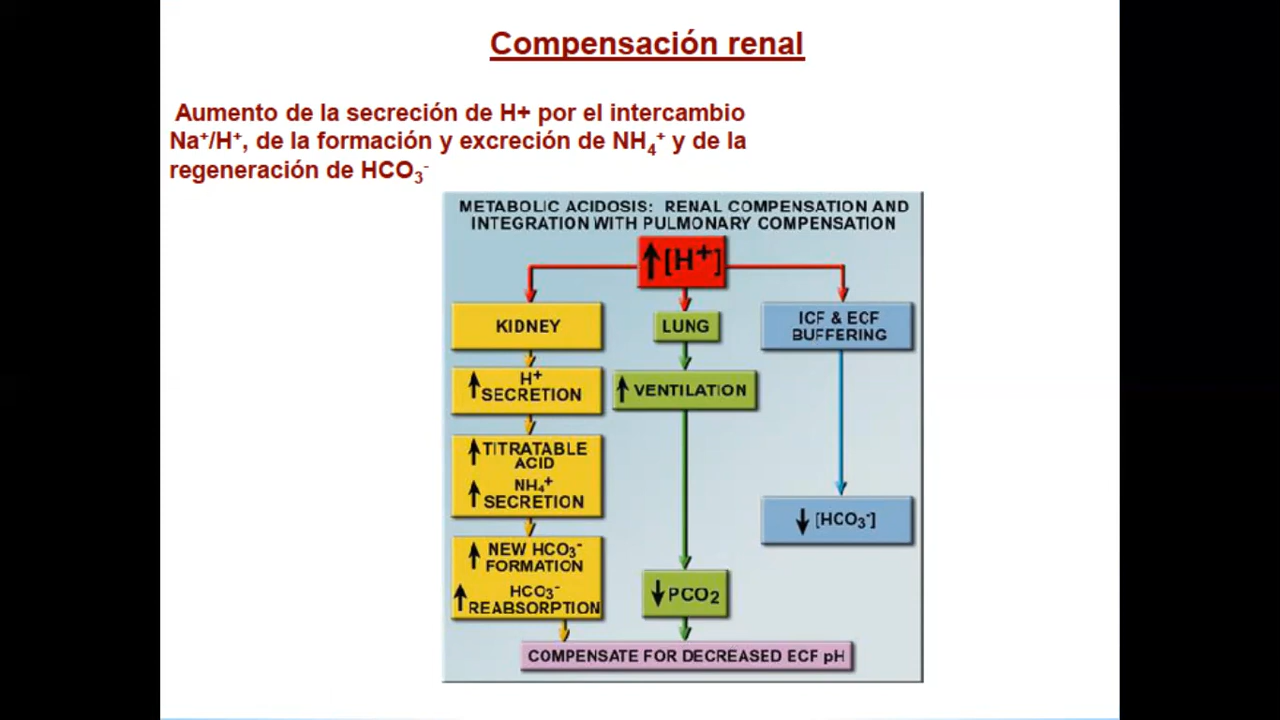 Compensación renal
Aumento de la secreción de H+ por el intercambio
Na⁺/H⁺, de la formación y excreción de NH₄⁺ y de la
regeneración de HCO₃⁻
METABOLIC ACIDOSIS: RENAL COMPENSATION AND
INTEGRATION WITH PULMONARY COMPENSATION
↑[H⁺]
KIDNEY
LUNG
ICF & ECF
BUFFERING
↑ H⁺
SECRETION
↑ VENTILATION
↑ TITRATABLE
ACID
↑ NH₄⁺
SECRETION
↓ [HCO₃⁻]
↑ NEW HCO₃⁻
FORMATION
↑ HCO₃⁻
REABSORPTION
↓ PCO₂
COMPENSATE FOR DECREASED ECF pH